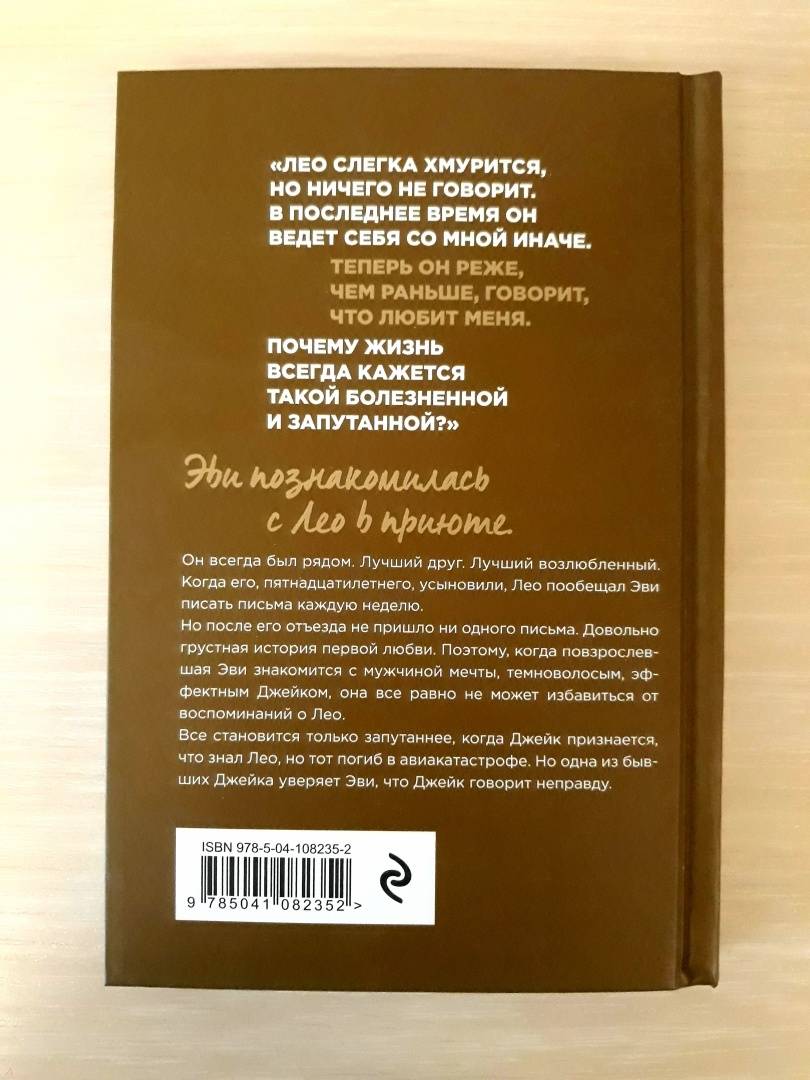 «ЛЕО СЛЕГКА ХМУРИТСЯ,
НО НИЧЕГО НЕ ГОВОРИТ.
В ПОСЛЕДНЕЕ ВРЕМЯ ОН
ВЕДЕТ СЕБЯ СО МНОЙ ИНАЧЕ.
ТЕПЕРЬ ОН РЕЖЕ,
ЧЕМ РАНЬШЕ, ГОВОРИТ,
ЧТО ЛЮБИТ МЕНЯ.
ПОЧЕМУ ЖИЗНЬ
ВСЕГДА КАЖЕТСЯ
ТАКОЙ БОЛЕЗНЕННОЙ
И ЗАПУТАННОЙ?»
Эви познакомилась
с Лео в приюте.
Он всегда был рядом. Лучший друг. Лучший возлюбленный.
Когда его, пятнадцатилетнего, усыновили, Лео пообещал Эви
писать письма каждую неделю.
Но после его отъезда не пришло ни одного письма. Довольно
грустная история первой любви. Поэтому, когда повзрослев-
шая Эви знакомится с мужчиной мечты, темноволосым, эф-
фектным Джейком, она все равно не может избавиться от
воспоминаний о Лео.
Все становится только запутаннее, когда Джейк признается,
что знал Лео, но тот погиб в авиакатастрофе. Но одна из быв-
ших Джейка уверяет Эви, что Джейк говорит неправду.
ISBN 978-5-04-108235-2
9 785041 082352 >